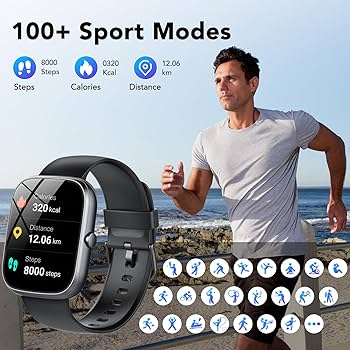 100+ Sport Modes
8000
Steps
0320
Kcal
12.06
km
Steps
Calories
Distance
Calories
320 kcal
Distance
12.06 km
Steps
8000 steps